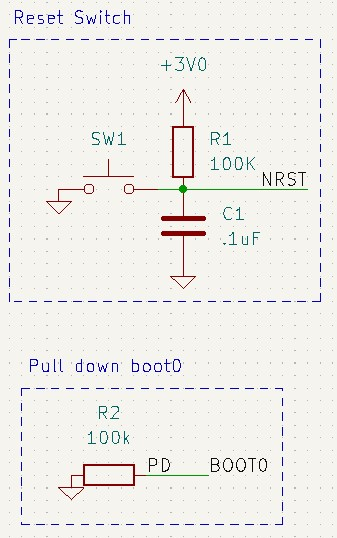 Reset Switch
+3V0
SW1
R1
100K
NRST
C1
.1uF
Pull down boot0
R2
100k
PD
BOOT0